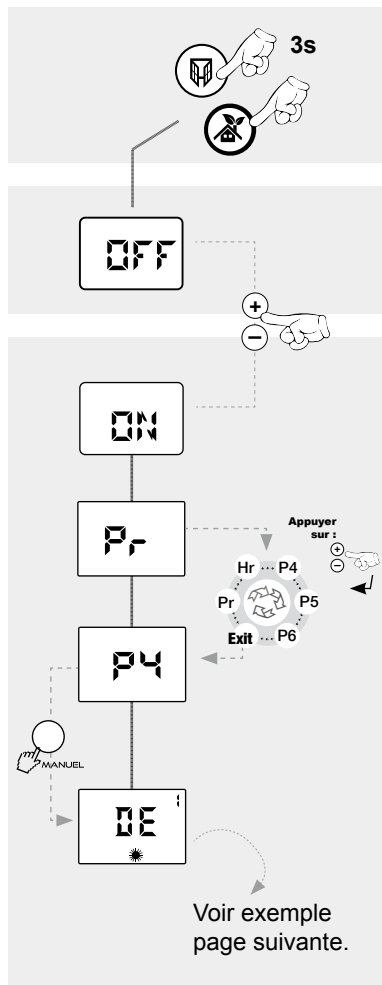 3s
OFF
+
−
ON
Pr
Appuyer
sur :
+
−
Hr ... P4
Pr P5
Exit ... P6
P4
MANUEL
DE 1
Voir exemple
page suivante.